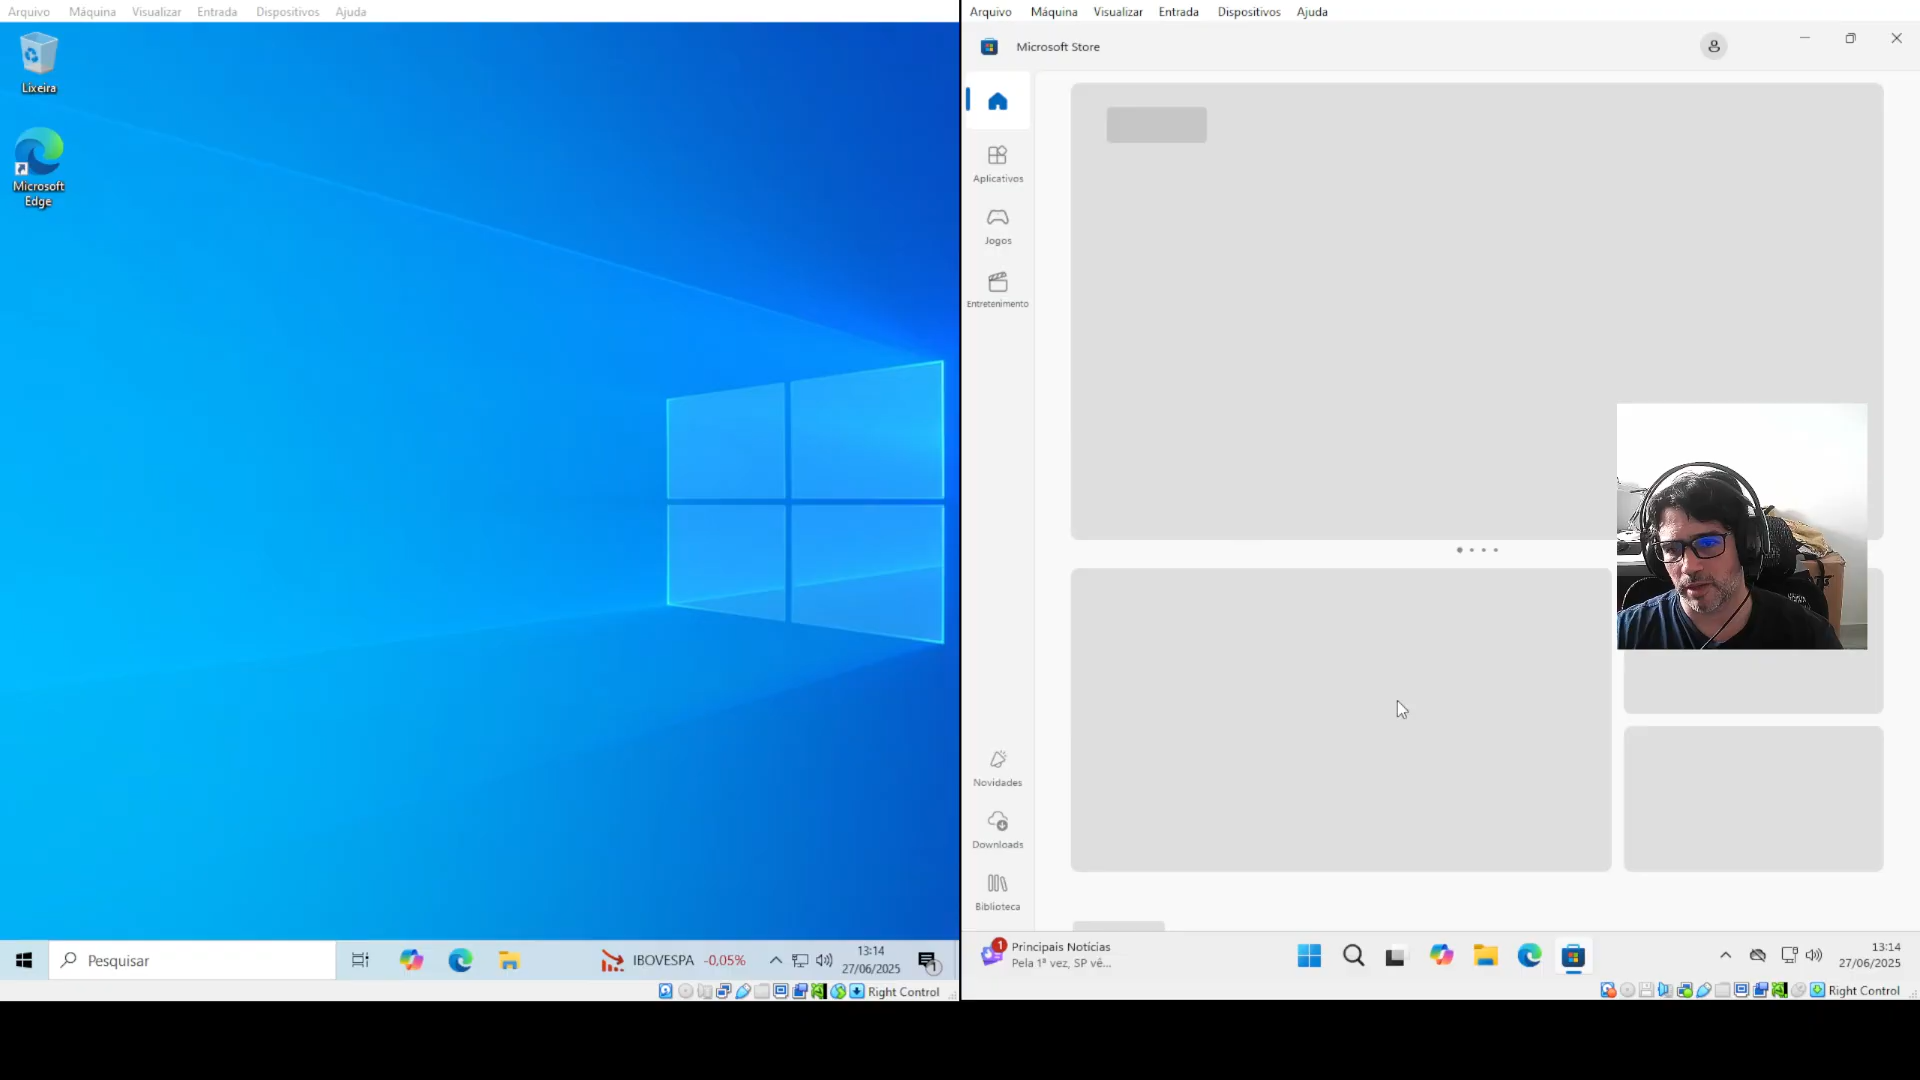 Arquivo Máquina Visualizar Entrada Dispositivos Ajuda
Lixeira
Microsoft
Edge
Pesquisar
IBOVESPA -0,05%
13:14
27/06/2025
1
Right Control
Arquivo Máquina Visualizar Entrada Dispositivos Ajuda
Microsoft Store
Aplicativos
Jogos
Entretenimento
Novidades
Downloads
Biblioteca
1
Principais Notícias
Pela 1ª vez, SP vê...
13:14
27/06/2025
Right Control